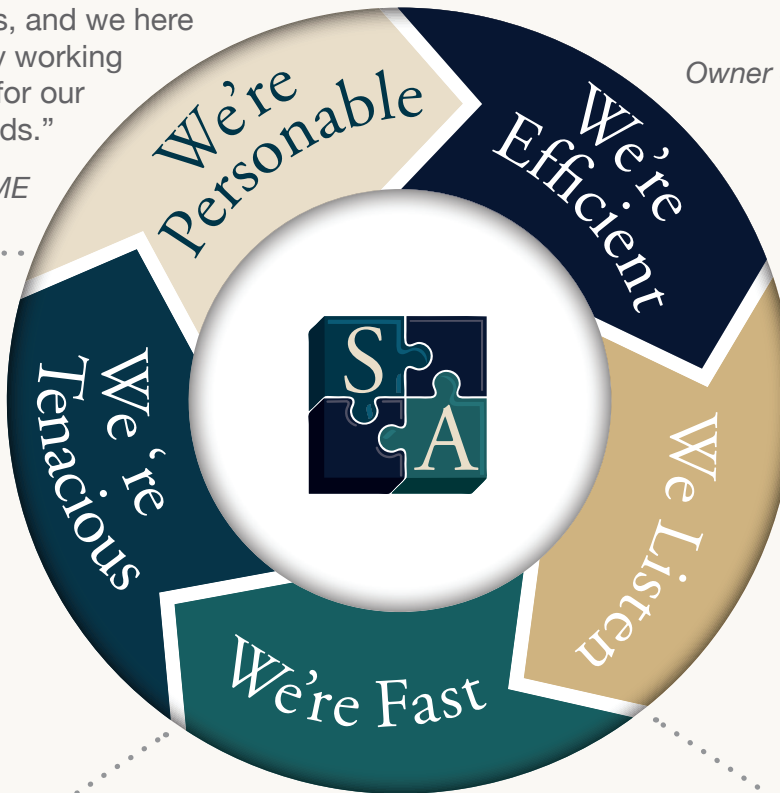 s, and we here
y working
for our
ds.”
ME
Owner
We’re
Personable
We’re
Efficient
We Listen
We’re Fast
We ‘re
Tenacious
S
A